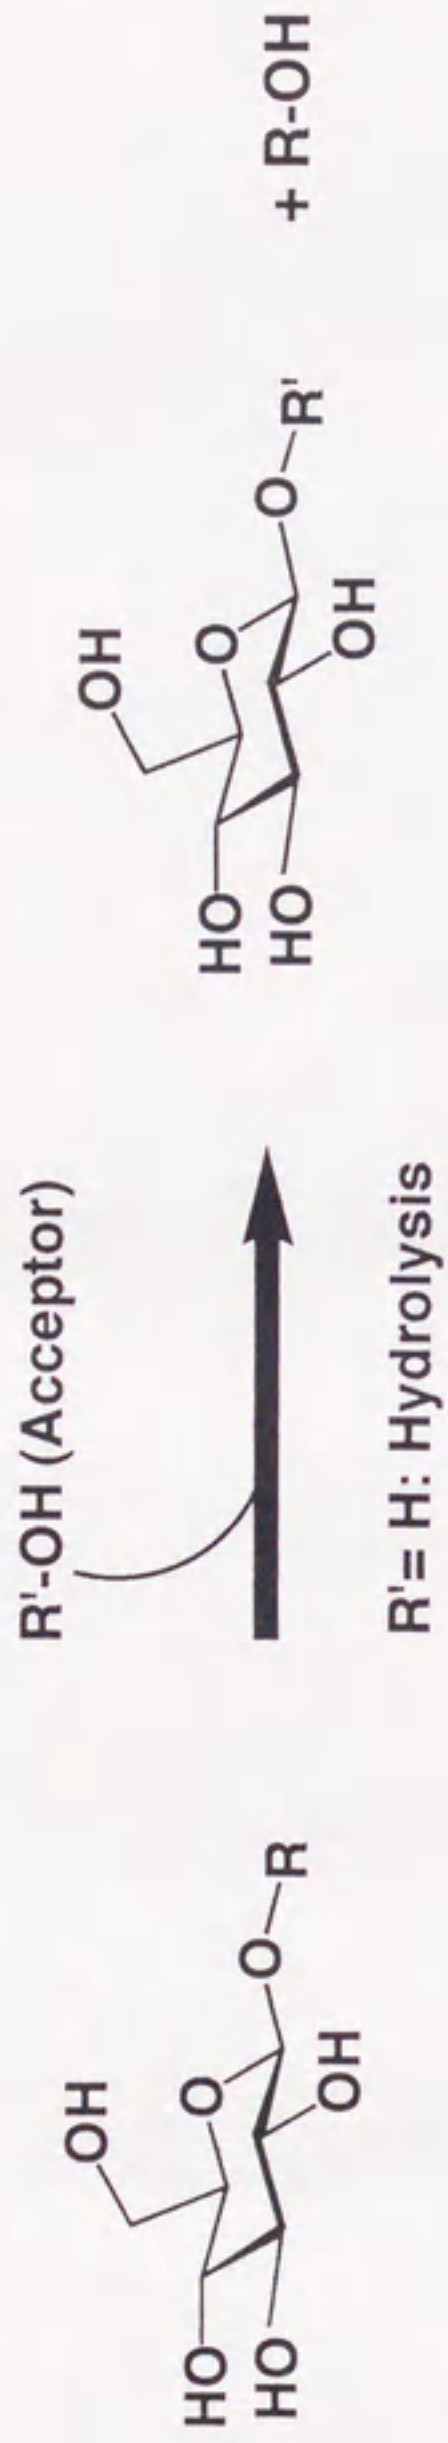 R'-OH (Acceptor)
OH
HO
HO
O
OH
O
R
OH
HO
HO
O
OH
O
R'
+ R-OH
R'= H: Hydrolysis